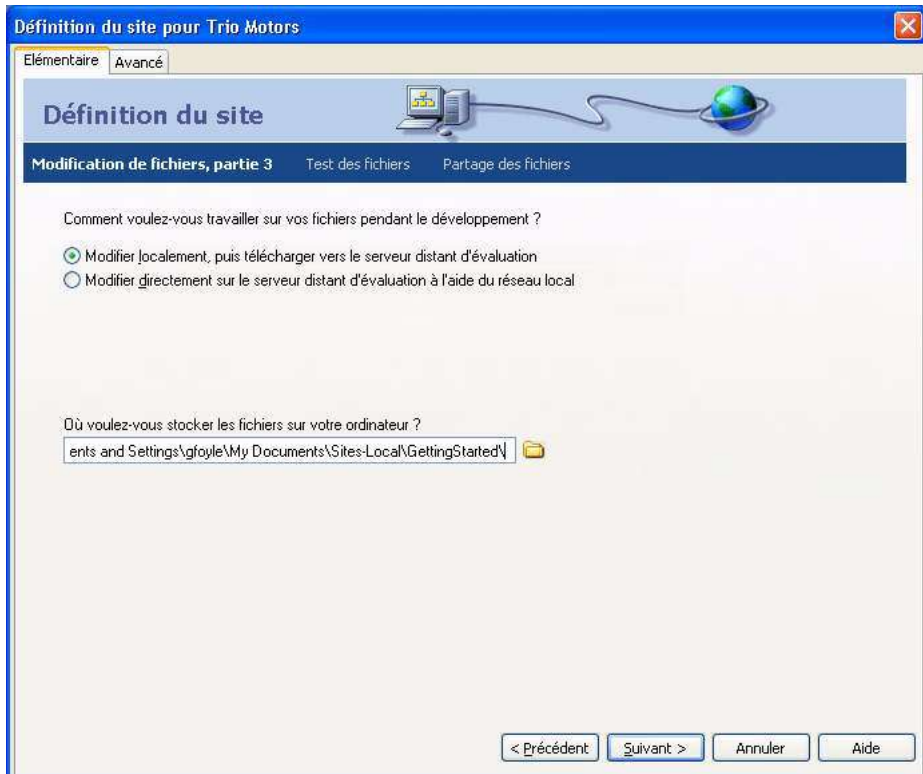 Définition du site pour Trio Motors
Elémentaire Avancé
Définition du site
Modification de fichiers, partie 3 Test des fichiers Partage des fichiers
Comment voulez-vous travailler sur vos fichiers pendant le développement ?
Modifier localement, puis télécharger vers le serveur distant d'évaluation
Modifier directement sur le serveur distant d'évaluation à l'aide du réseau local
Où voulez-vous stocker les fichiers sur votre ordinateur ?
ents and Settings\gfoyle\My Documents\Sites-Local\GettingStarted\
< Précédent Suivant > Annuler Aide